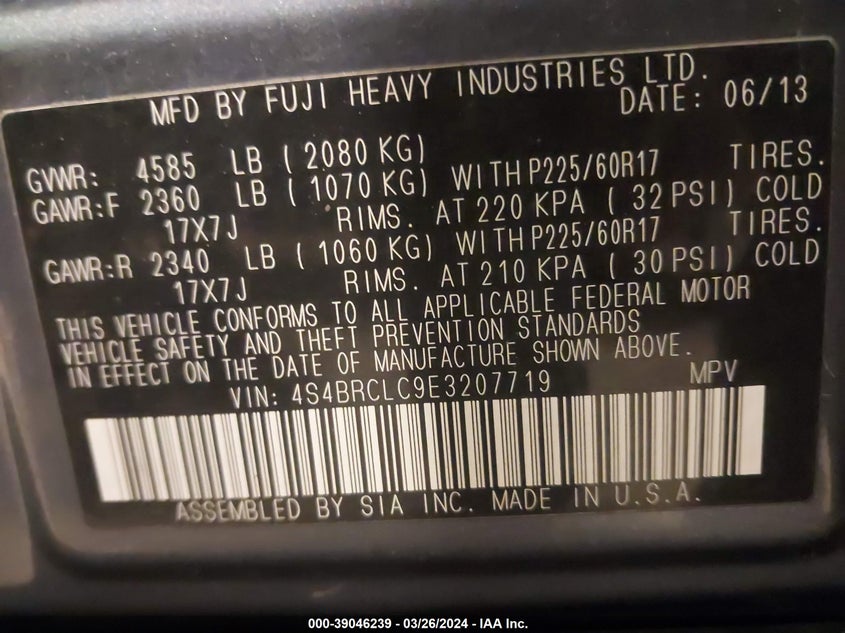 MFD BY FUJI HEAVY INDUSTRIES LTD.
DATE: 06/13
GVWR: 4585 LB ( 2080 KG)
GAWR:F 2360 LB ( 1070 KG) WITH P225/60R17 TIRES.
17X7J RIMS. AT 220 KPA ( 32 PSI) COLD
GAWR:R 2340 LB ( 1060 KG) WITH P225/60R17 TIRES.
17X7J RIMS. AT 210 KPA ( 30 PSI) COLD
THIS VEHICLE CONFORMS TO ALL APPLICABLE FEDERAL MOTOR
VEHICLE SAFETY AND THEFT PREVENTION STANDARDS
IN EFFECT ON THE DATE OF MANUFACTURE SHOWN ABOVE.
VIN: 4S4BRCLC9E3207719 MPV
ASSEMBLED BY SIA INC. MADE IN U.S.A.
000-39046239 - 03/26/2024 - IAA Inc.